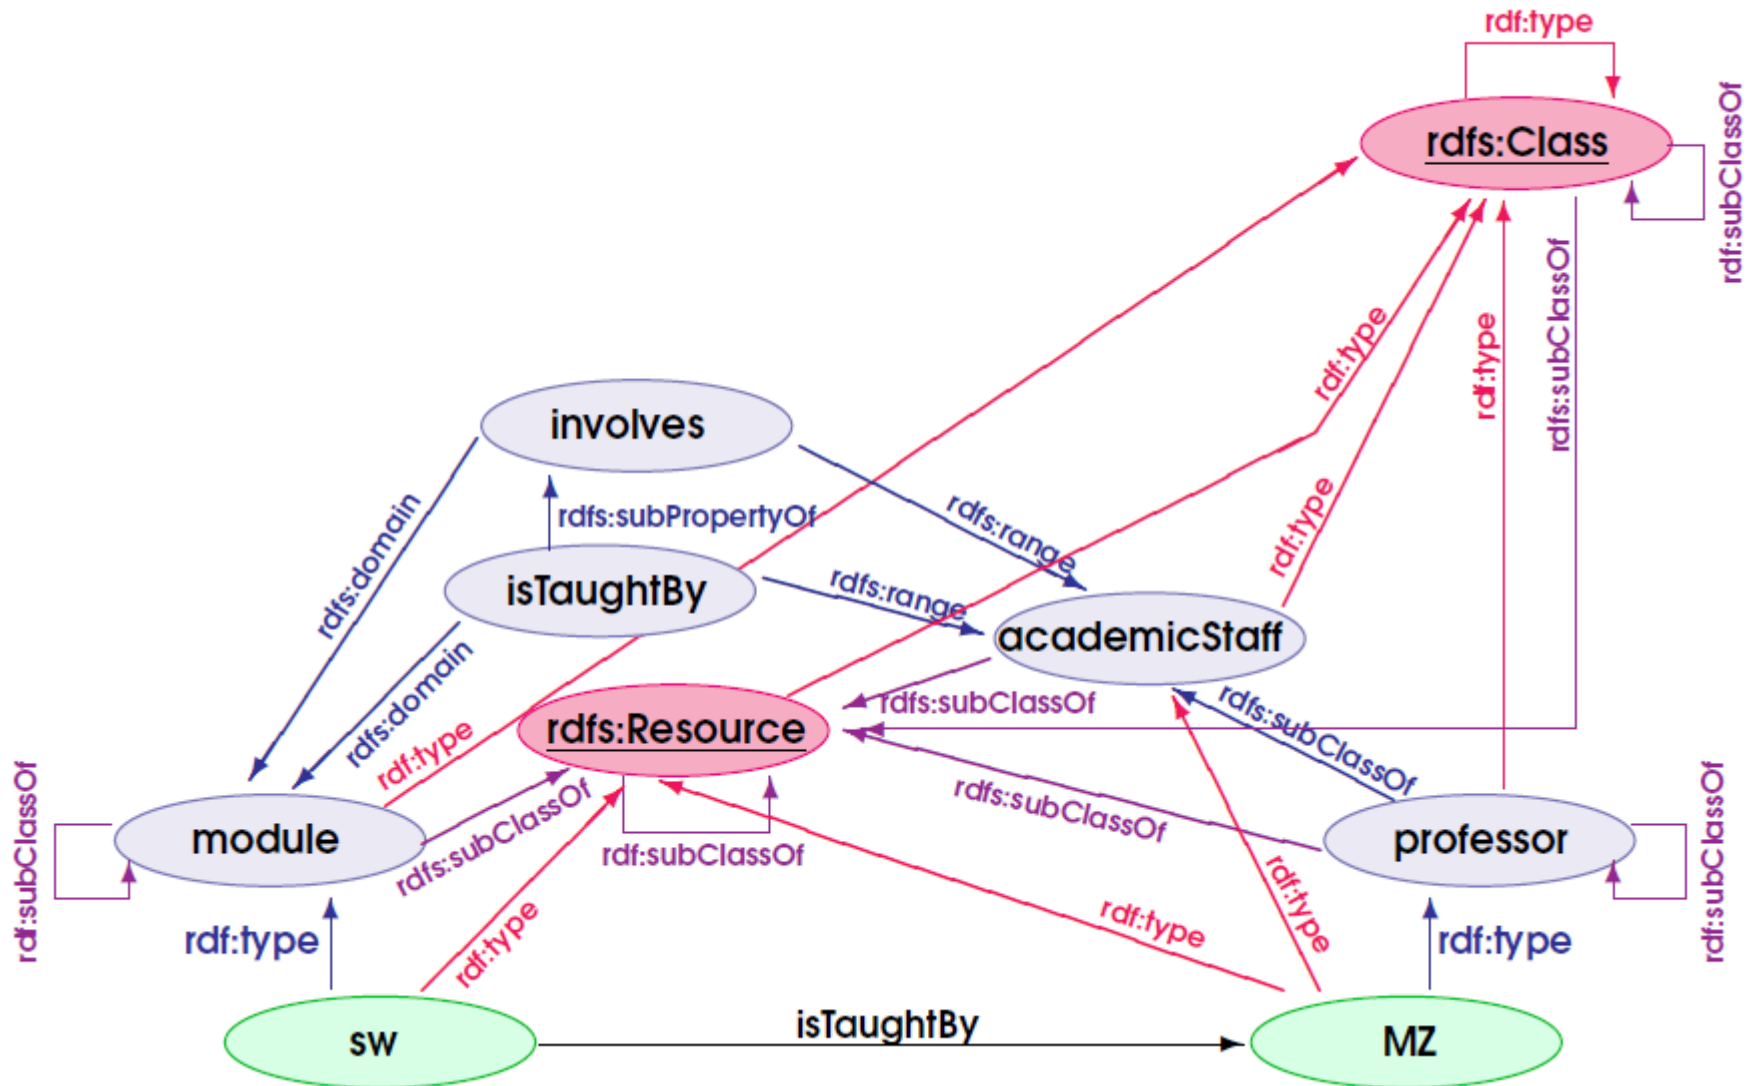 rdf:type
rdfs:Class
rdf:subClassOf
rdfs:subClassOf
rdf:type
rdf:type
rdf:type
involves
rdfs:subPropertyOf
rdfs:range
rdfs:domain
isTaughtBy
rdfs:range
academicStaff
rdfs:domain
rdf:type
rdfs:Resource
rdfs:subClassOf
rdfs:subClassOf
rdfs:subClassOf
rdf:subClassOf
module
rdfs:subClassOf
rdf:subClassOf
professor
rdf:subClassOf
rdf:type
rdf:type
rdf:type
rdf:type
rdf:type
sw
isTaughtBy
MZ